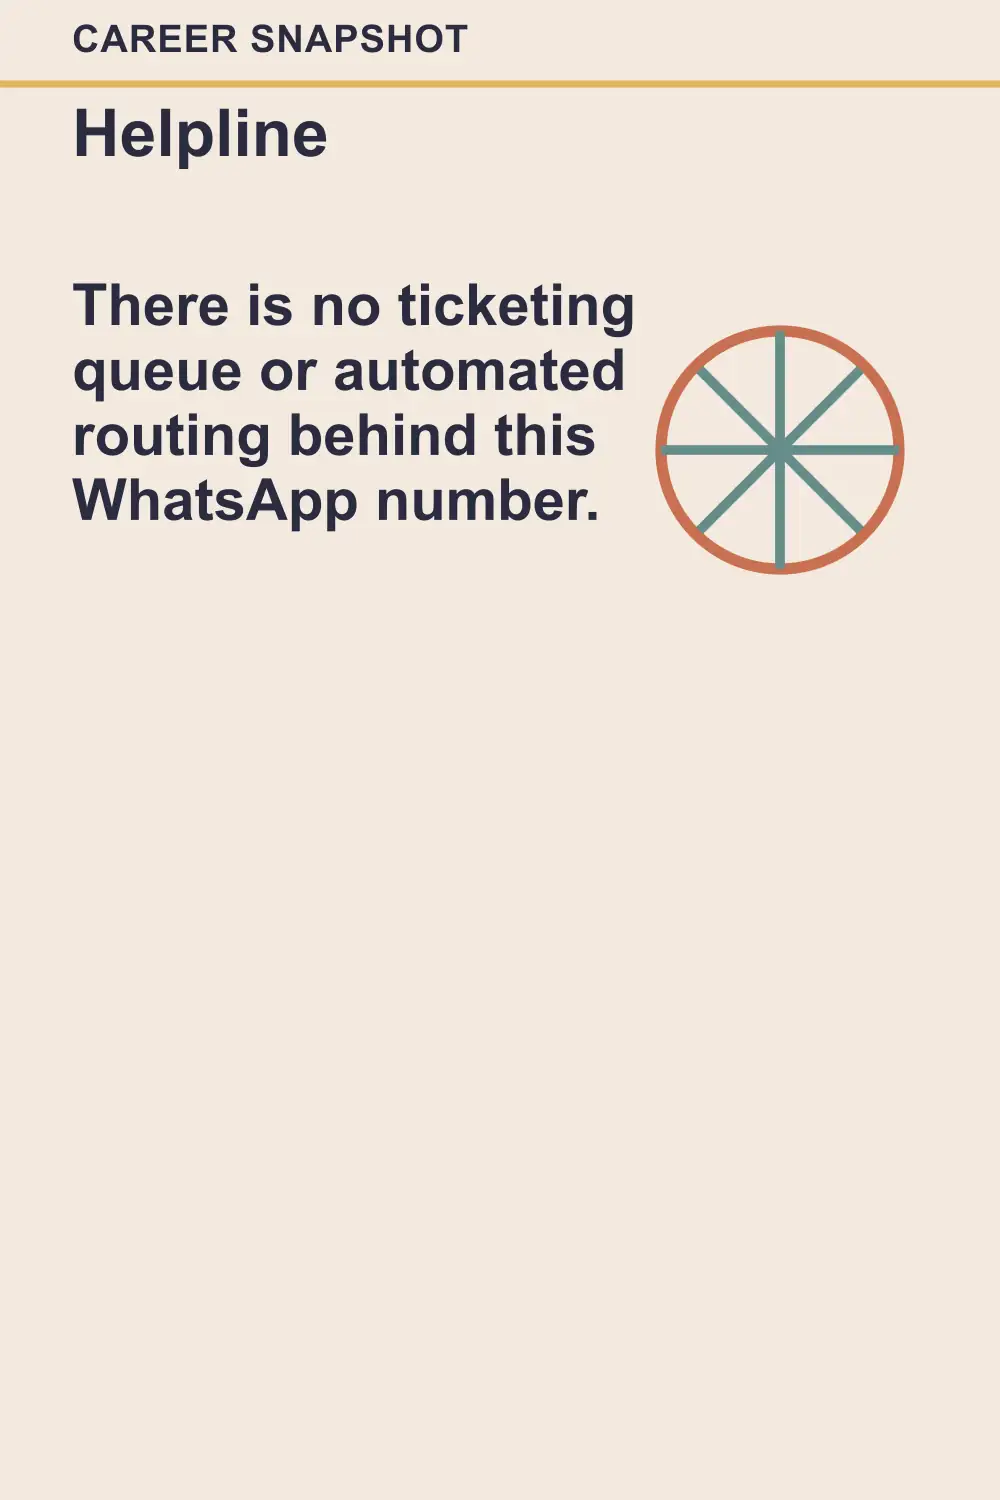 CAREER SNAPSHOT
Helpline
There is no ticketing
queue or automated
routing behind this
WhatsApp number.